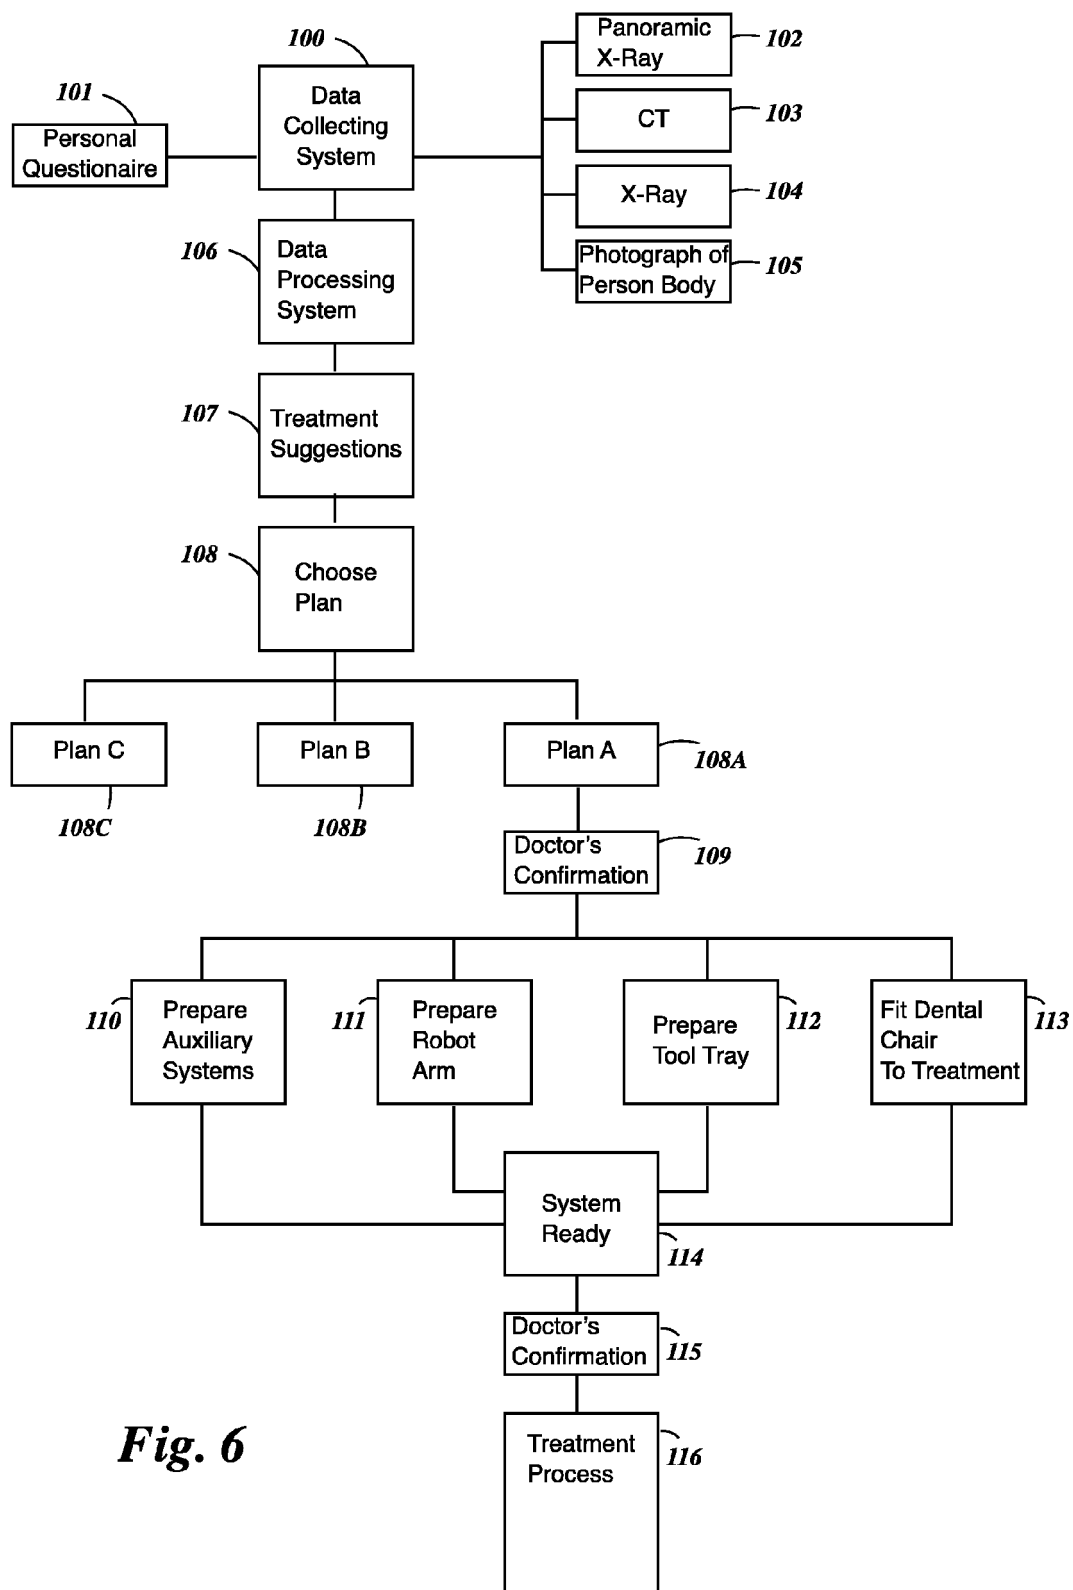 100
Data
Collecting
System
101
Personal
Questionaire
Panoramic
X-Ray
102
CT
103
X-Ray
104
Photograph of
Person Body
105
106
Data
Processing
System
107
Treatment
Suggestions
108
Choose
Plan
Plan C
108C
Plan B
108B
Plan A
108A
Doctor's
Confirmation
109
110
Prepare
Auxiliary
Systems
111
Prepare
Robot
Arm
Prepare
Tool Tray
112
Fit Dental
Chair
To Treatment
113
System
Ready
114
Doctor's
Confirmation
115
Treatment
Process
116
Fig. 6